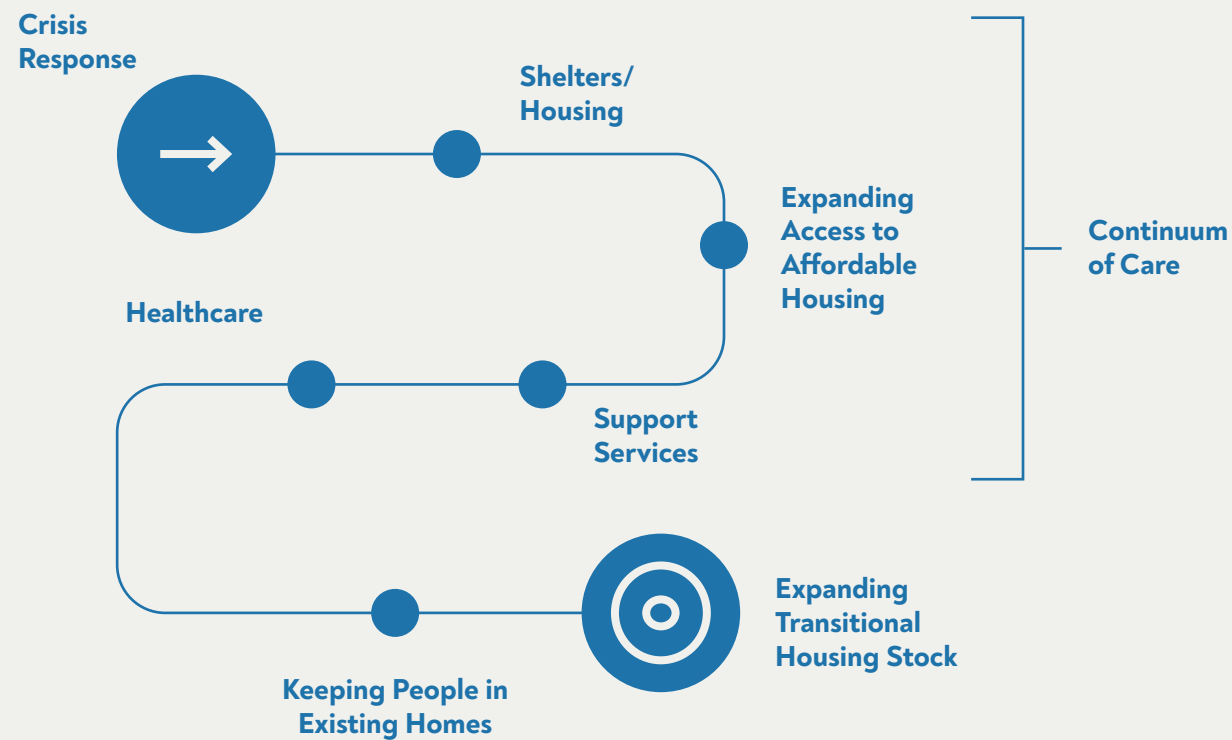 Crisis
Response
Shelters/
Housing
Expanding
Access to
Affordable
Housing
Continuum
of Care
Healthcare
Support
Services
Expanding
Transitional
Housing Stock
Keeping People in
Existing Homes